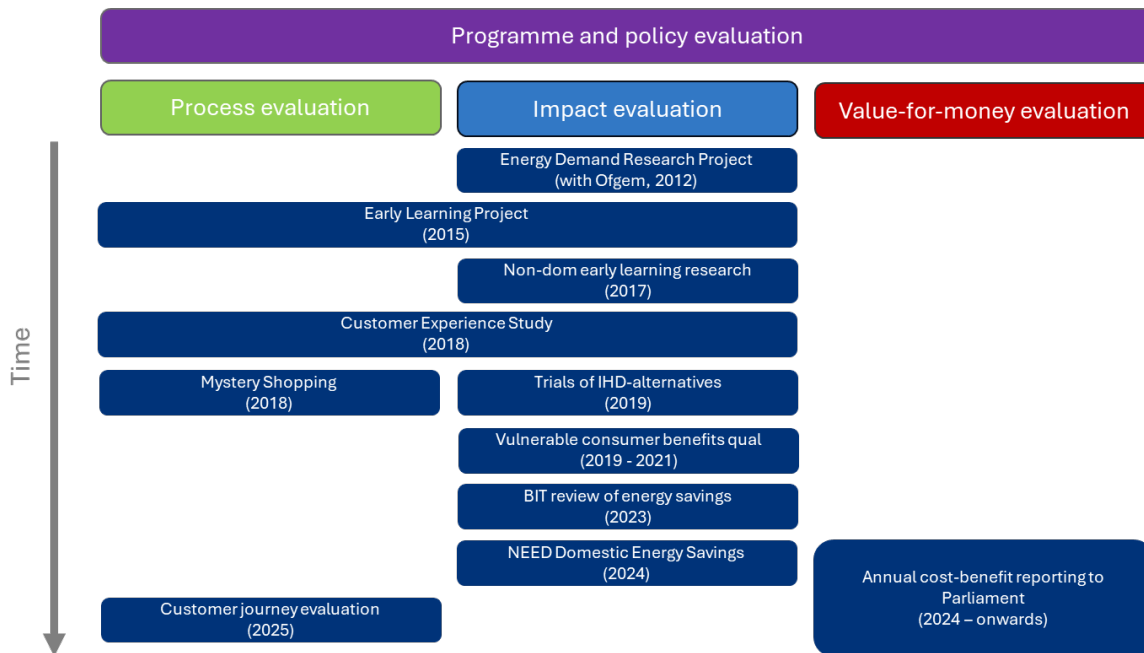 Programme and policy evaluation
Process evaluation
Impact evaluation
Value-for-money evaluation
Time
Energy Demand Research Project
(with Ofgem, 2012)
Early Learning Project
(2015)
Non-dom early learning research
(2017)
Customer Experience Study
(2018)
Mystery Shopping
(2018)
Trials of IHD-alternatives
(2019)
Vulnerable consumer benefits qual
(2019 - 2021)
BIT review of energy savings
(2023)
NEED Domestic Energy Savings
(2024)
Annual cost-benefit reporting to
Parliament
(2024 – onwards)
Customer journey evaluation
(2025)